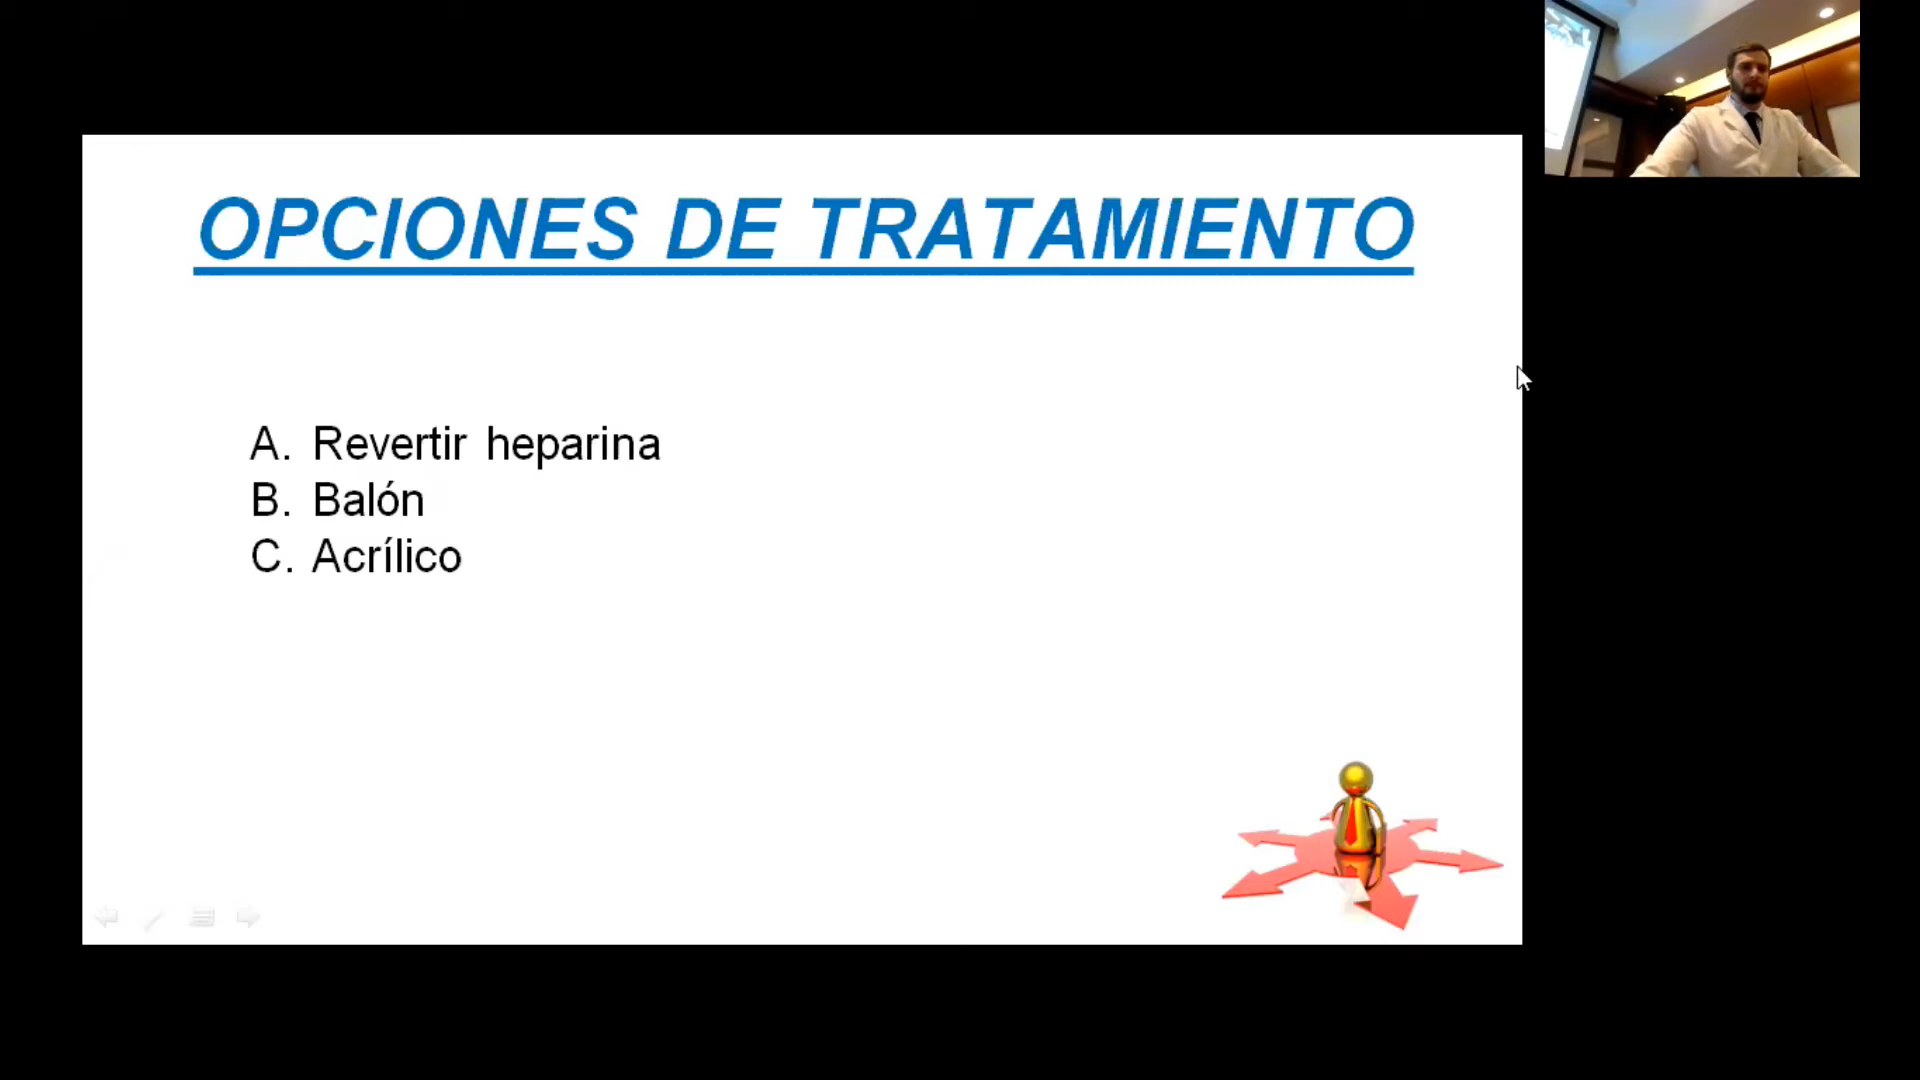 OPCIONES DE TRATAMIENTO
A. Revertir heparina
B. Balón
C. Acrílico